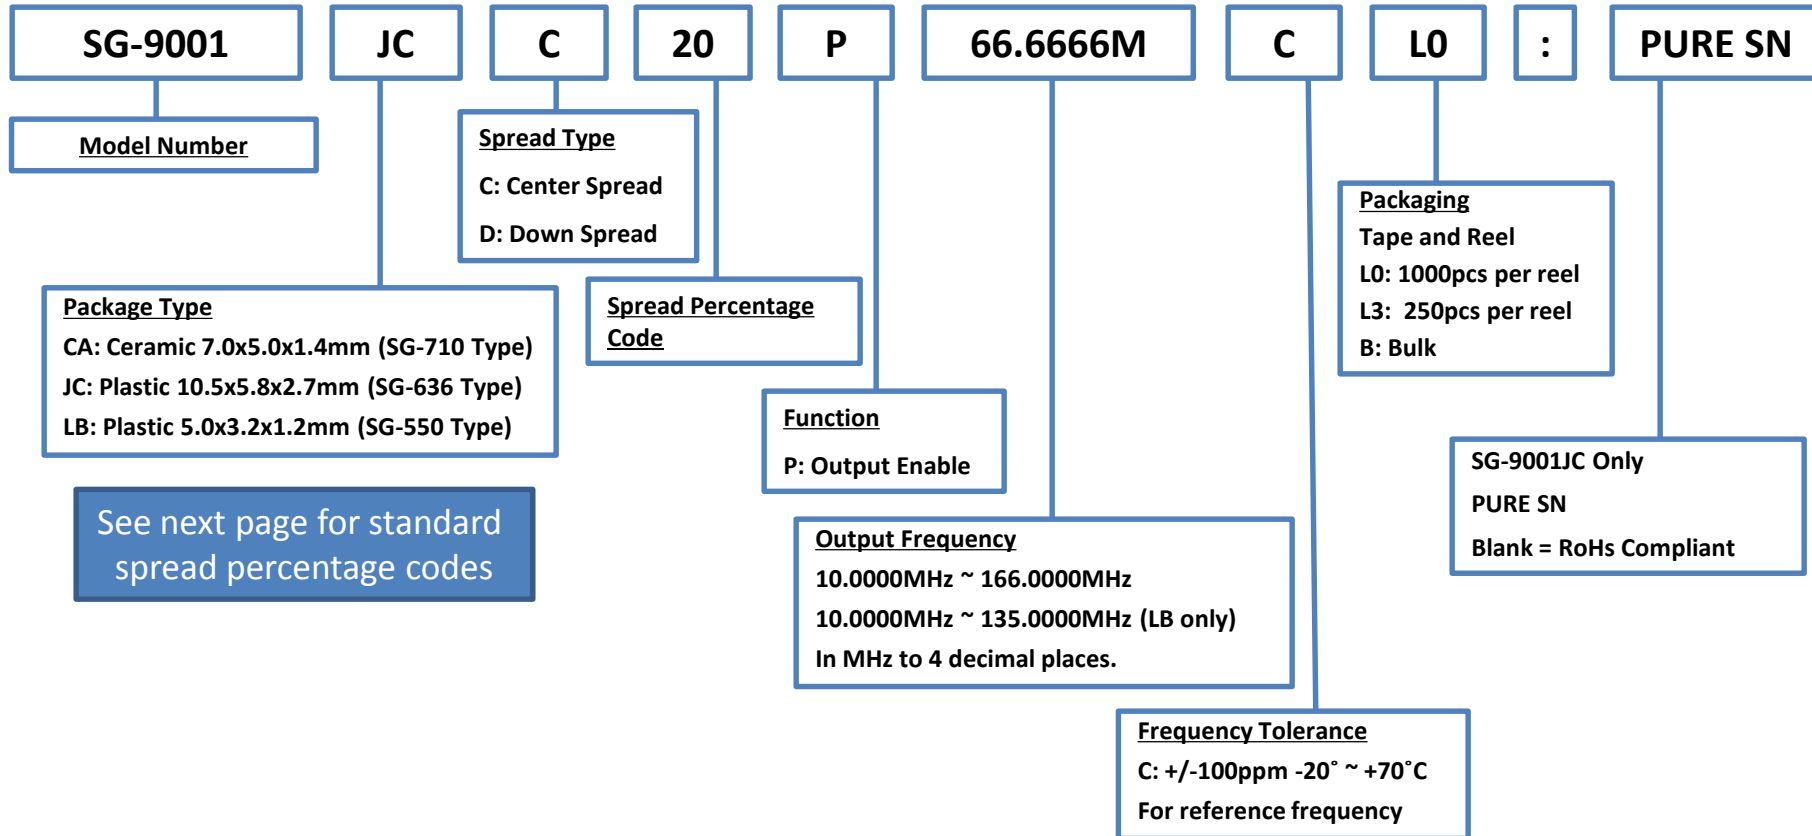 SG-9001 JC C 20 P 66.6666M C L0 : PURE SN
Model Number
Spread Type
C: Center Spread
D: Down Spread
Package Type
CA: Ceramic 7.0x5.0x1.4mm (SG-710 Type)
JC: Plastic 10.5x5.8x2.7mm (SG-636 Type)
LB: Plastic 5.0x3.2x1.2mm (SG-550 Type)
Spread Percentage
Code
Packaging
Tape and Reel
L0: 1000pcs per reel
L3: 250pcs per reel
B: Bulk
Function
P: Output Enable
See next page for standard
spread percentage codes
SG-9001JC Only
PURE SN
Blank = RoHs Compliant
Output Frequency
10.0000MHz ~ 166.0000MHz
10.0000MHz ~ 135.0000MHz (LB only)
In MHz to 4 decimal places.
Frequency Tolerance
C: +/-100ppm -20˚ ~ +70˚C
For reference frequency